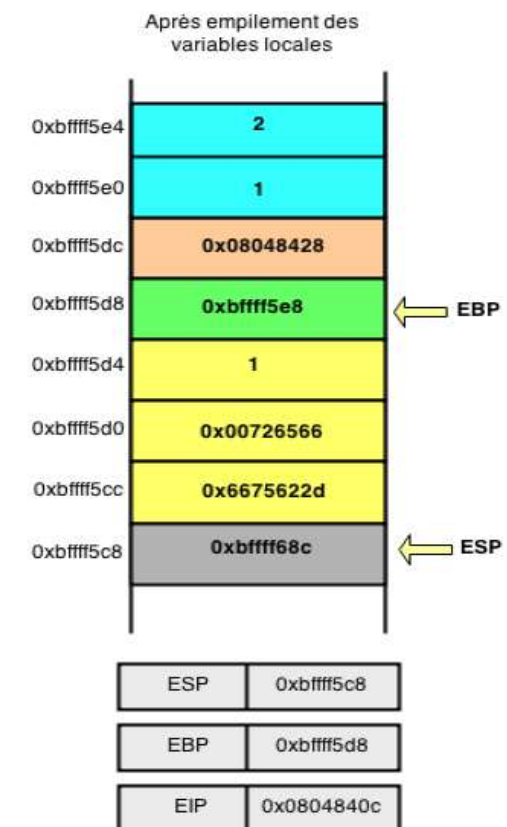 Après empilement des
variables locales
0xbffff5e4 2
0xbffff5e0 1
0xbffff5dc 0x08048428
0xbffff5d8 0xbffff5e8 EBP
0xbffff5d4 1
0xbffff5d0 0x00726566
0xbffff5cc 0x6675622d
0xbffff5c8 0xbffff68c ESP
ESP 0xbffff5c8
EBP 0xbffff5d8
EIP 0x0804840c